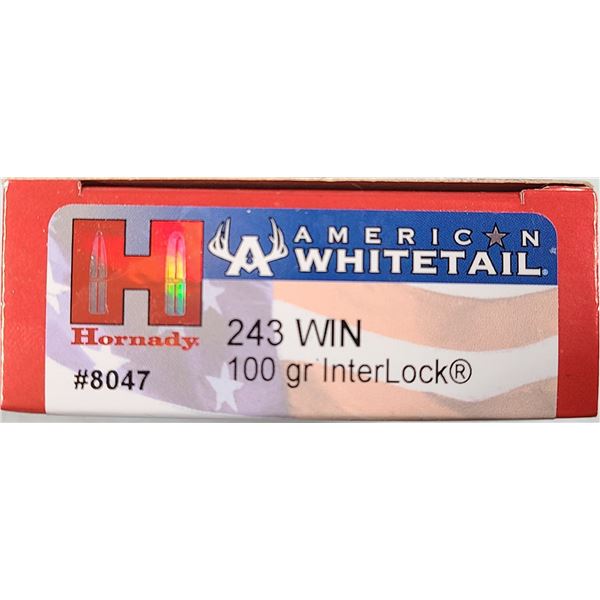 H
Hornady
#8047
A
AMERICAN
WHITETAIL®
243 WIN
100 gr InterLock®